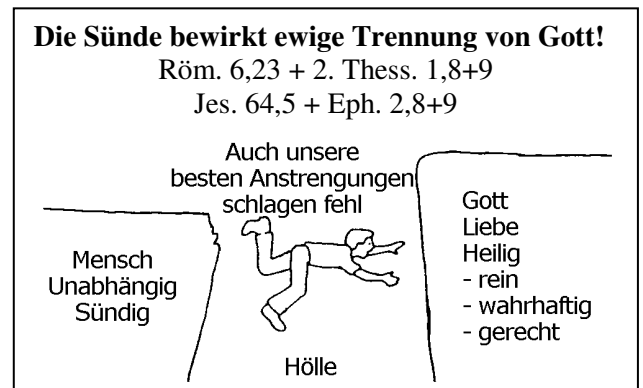 Die Sünde bewirkt ewige Trennung von Gott!
Röm. 6,23 + 2. Thess. 1,8+9
Jes. 64,5 + Eph. 2,8+9
Auch unsere
besten Anstrengungen
schlagen fehl
Mensch
Unabhängig
Sündig
Gott
Liebe
Heilig
- rein
- wahrhaftig
- gerecht
Hölle